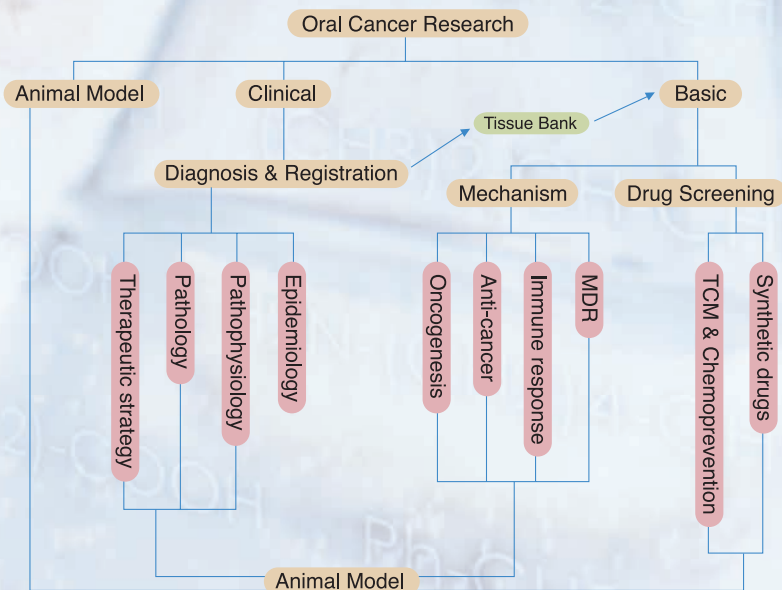 Oral Cancer Research
Animal Model
Clinical
Basic
Tissue Bank
Diagnosis & Registration
Mechanism
Drug Screening
Therapeutic strategy
Pathology
Pathophysiology
Epidemiology
Oncogenesis
Anti-cancer
Immune response
MDR
TCM & Chemoprevention
Synthetic drugs
Animal Model